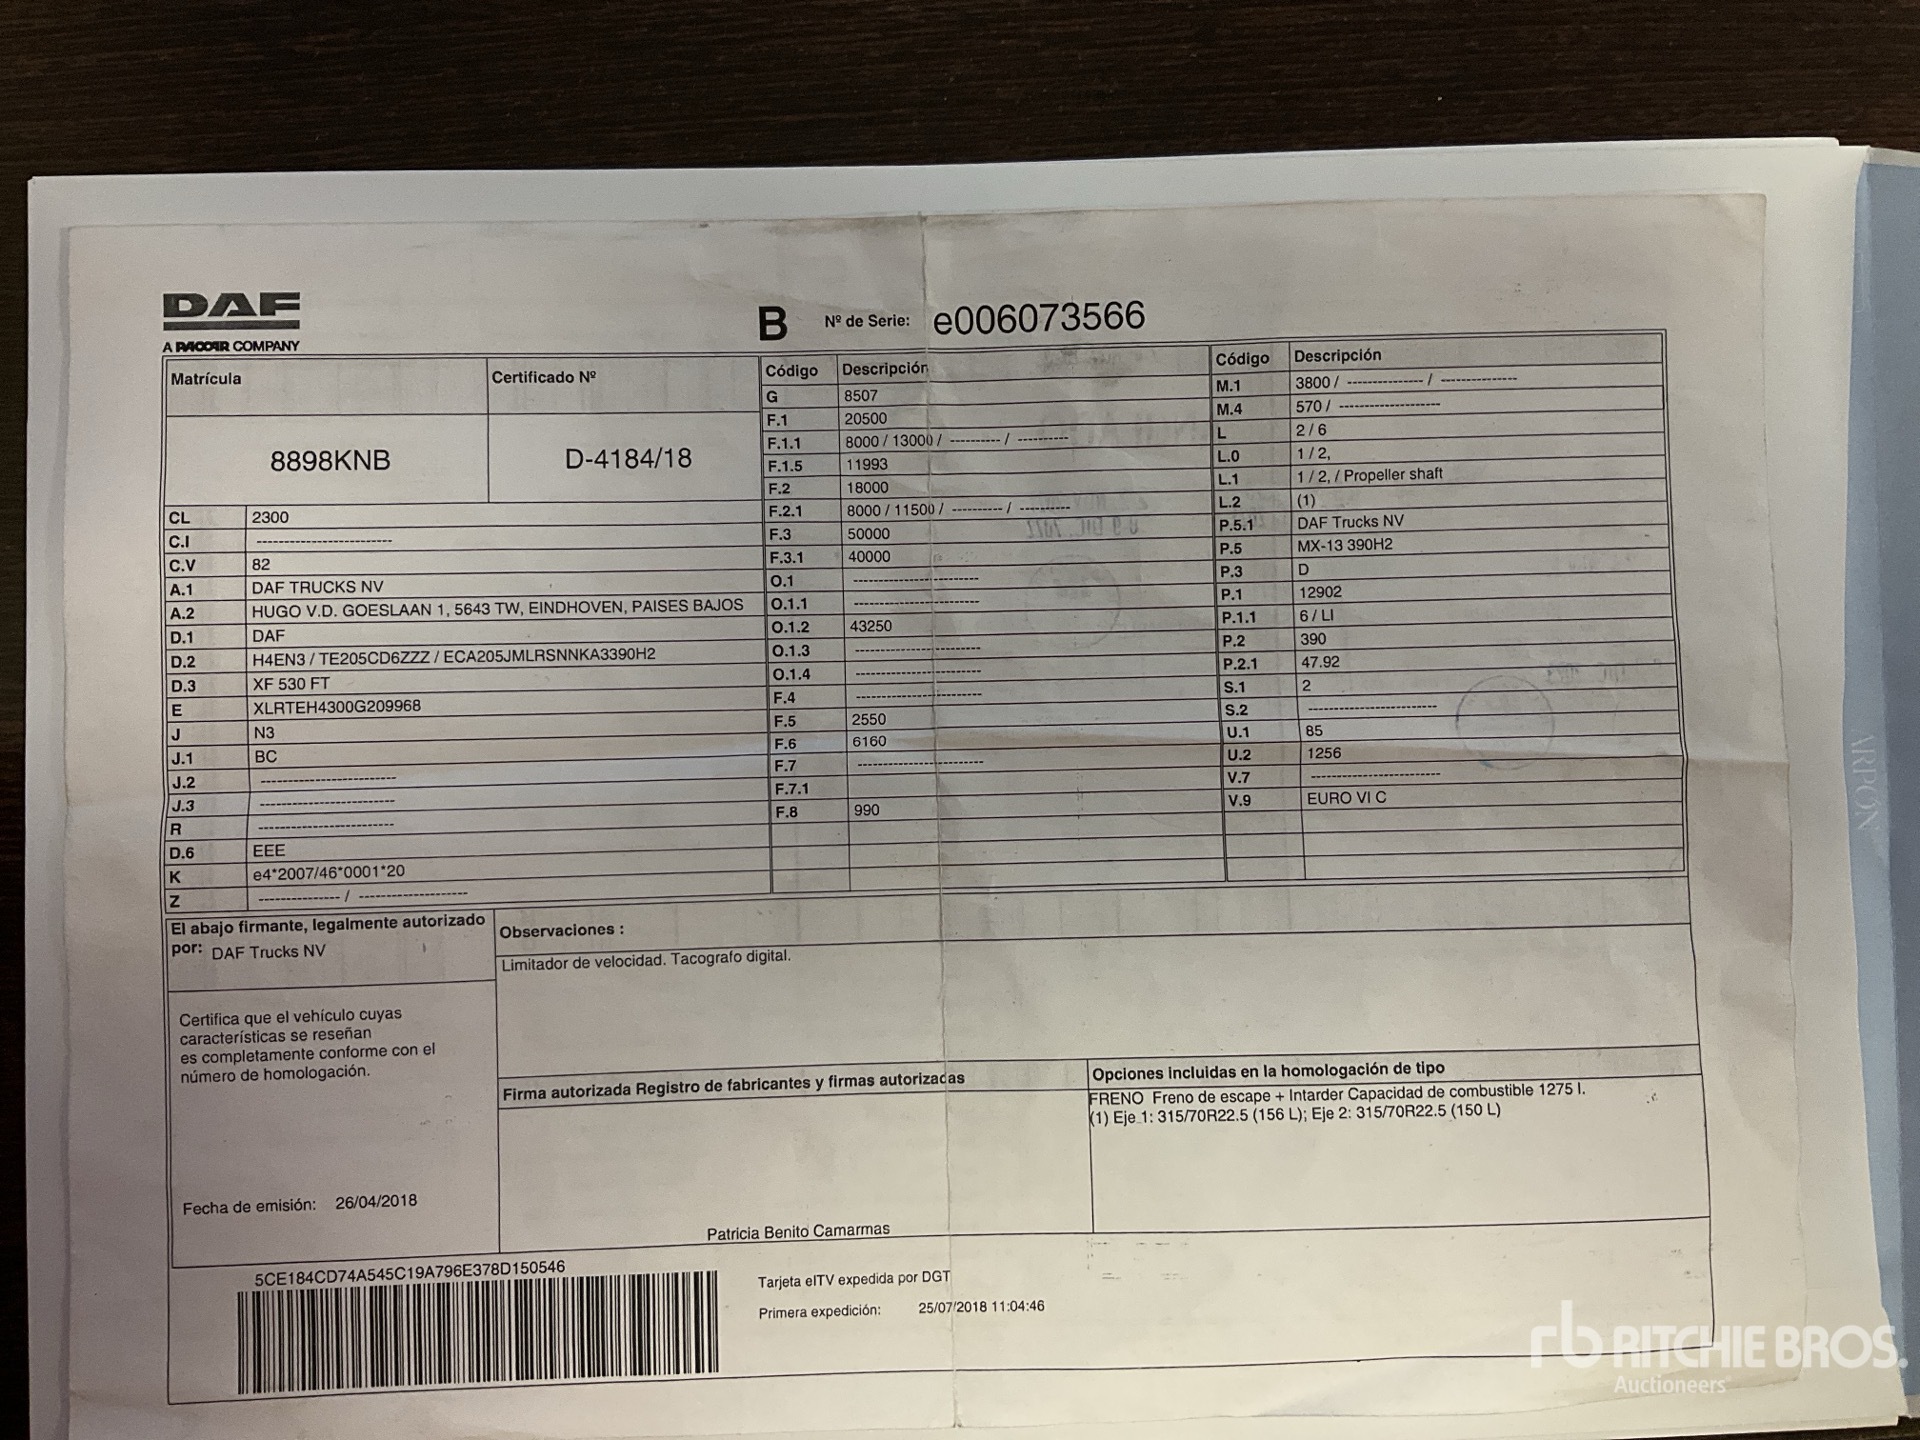 DAF
A PACCAR COMPANY
B Nº de Serie: e006073566
Matrícula Certificado Nº
8898KNB D-4184/18
CL 2300
C.I -------------------------
C.V 82
A.1 DAF TRUCKS NV
A.2 HUGO V.D. GOESLAAN 1, 5643 TW, EINDHOVEN, PAISES BAJOS
D.1 DAF
D.2 H4EN3 / TE205CD6ZZZ / ECA205JMLRSNNKA3390H2
D.3 XF 530 FT
E XLRTEH4300G209968
J N3
J.1 BC
J.2 -------------------------
J.3 -------------------------
R -------------------------
D.6 EEE
K e4*2007/46*0001*20
Z --------------- / --------------------
Código Descripción
G 8507
F.1 20500
F.1.1 8000 / 13000 / ---------- / ----------
F.1.5 11993
F.2 18000
F.2.1 8000 / 11500 / ---------- / ----------
F.3 50000
F.3.1 40000
O.1 -------------------------
O.1.1 -------------------------
O.1.2 43250
O.1.3 -------------------------
O.1.4 -------------------------
F.4 -------------------------
F.5 2550
F.6 6160
F.7 -------------------------
F.7.1
F.8 990
Código Descripción
M.1 3800 / --------------- / ---------------
M.4 570 / --------------------
L 2 / 6
L.0 1 / 2,
L.1 1 / 2, / Propeller shaft
L.2 (1)
P.5.1 DAF Trucks NV
P.5 MX-13 390H2
P.3 D
P.1 12902
P.1.1 6 / LI
P.2 390
P.2.1 47.92
S.1 2
S.2 -------------------------
U.1 85
U.2 1256
V.7 -------------------------
V.9 EURO VI C
El abajo firmante, legalmente autorizado
por: DAF Trucks NV
Certifica que el vehículo cuyas
características se reseñan
es completamente conforme con el
número de homologación.
Fecha de emisión: 26/04/2018
Observaciones :
Limitador de velocidad. Tacografo digital.
Firma autorizada Registro de fabricantes y firmas autorizadas
Patricia Benito Camarmas
Opciones incluidas en la homologación de tipo
FRENO Freno de escape + Intarder Capacidad de combustible 1275 l.
(1) Eje 1: 315/70R22.5 (156 L); Eje 2: 315/70R22.5 (150 L)
5CE184CD74A545C19A796E378D150546
Tarjeta eITV expedida por DGT
Primera expedición: 25/07/2018 11:04:46
ARPON
rb RITCHIE BROS.
Auctioneers